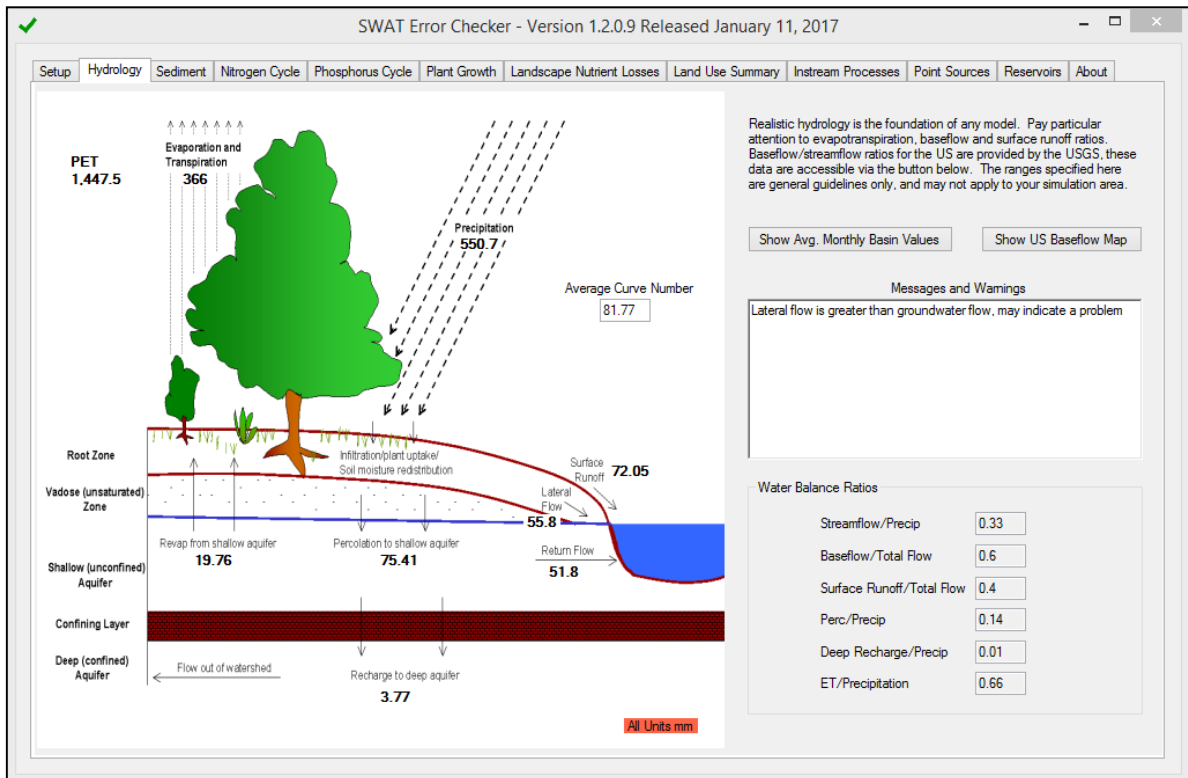 SWAT Error Checker - Version 1.2.0.9 Released January 11, 2017
Setup Hydrology Sediment Nitrogen Cycle Phosphorus Cycle Plant Growth Landscape Nutrient Losses Land Use Summary Instream Processes Point Sources Reservoirs About
PET
1,447.5
Evaporation and
Transpiration
366
Precipitation
550.7
Average Curve Number
81.77
Root Zone
Infiltration/plant uptake/
Soil moisture redistribution
Surface
Runoff
72.05
Vadose (unsaturated)
Zone
Lateral
Flow
55.8
Revap from shallow aquifer
19.76
Percolation to shallow aquifer
75.41
Return Flow
51.8
Shallow (unconfined)
Aquifer
Confining Layer
Deep (confined)
Aquifer
Flow out of watershed
Recharge to deep aquifer
3.77
All Units mm
Realistic hydrology is the foundation of any model. Pay particular
attention to evapotranspiration, baseflow and surface runoff ratios.
Baseflow/streamflow ratios for the US are provided by the USGS, these
data are accessible via the button below. The ranges specified here
are general guidelines only, and may not apply to your simulation area.
Show Avg. Monthly Basin Values
Show US Baseflow Map
Messages and Warnings
Lateral flow is greater than groundwater flow, may indicate a problem
Water Balance Ratios
Streamflow/Precip 0.33
Baseflow/Total Flow 0.6
Surface Runoff/Total Flow 0.4
Perc/Precip 0.14
Deep Recharge/Precip 0.01
ET/Precipitation 0.66